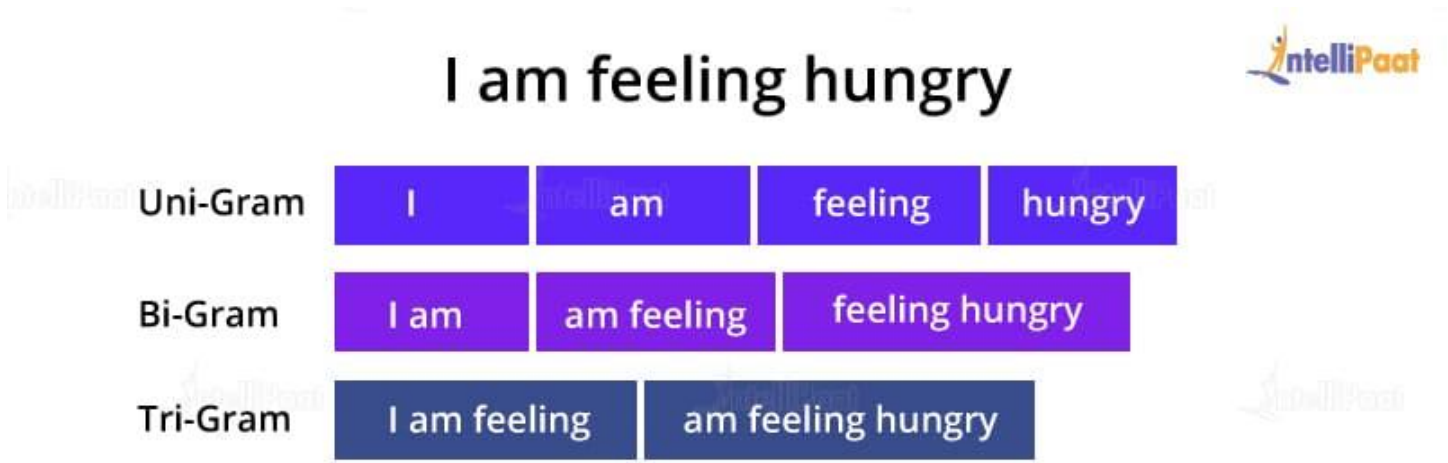 I am feeling hungry
IntelliPaat
Uni-Gram I am feeling hungry
Bi-Gram I am am feeling feeling hungry
Tri-Gram I am feeling am feeling hungry